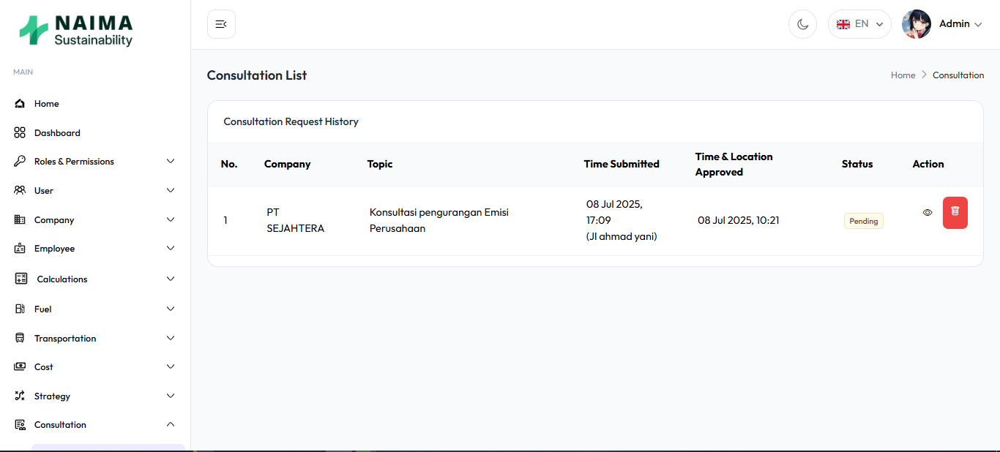 NAIMA
Sustainability
MAIN
Home
Dashboard
Roles & Permissions
User
Company
Employee
Calculations
Fuel
Transportation
Cost
Strategy
Consultation
EN
Admin
Consultation List
Home
Consultation
Consultation Request History
No.
Company
Topic
Time Submitted
Time & Location
Approved
Status
Action
1
PT
SEJAHTERA
Konsultasi pengurangan Emisi
Perusahaan
08 Jul 2025,
17:09
(Jl ahmad yani)
08 Jul 2025, 10:21
Pending